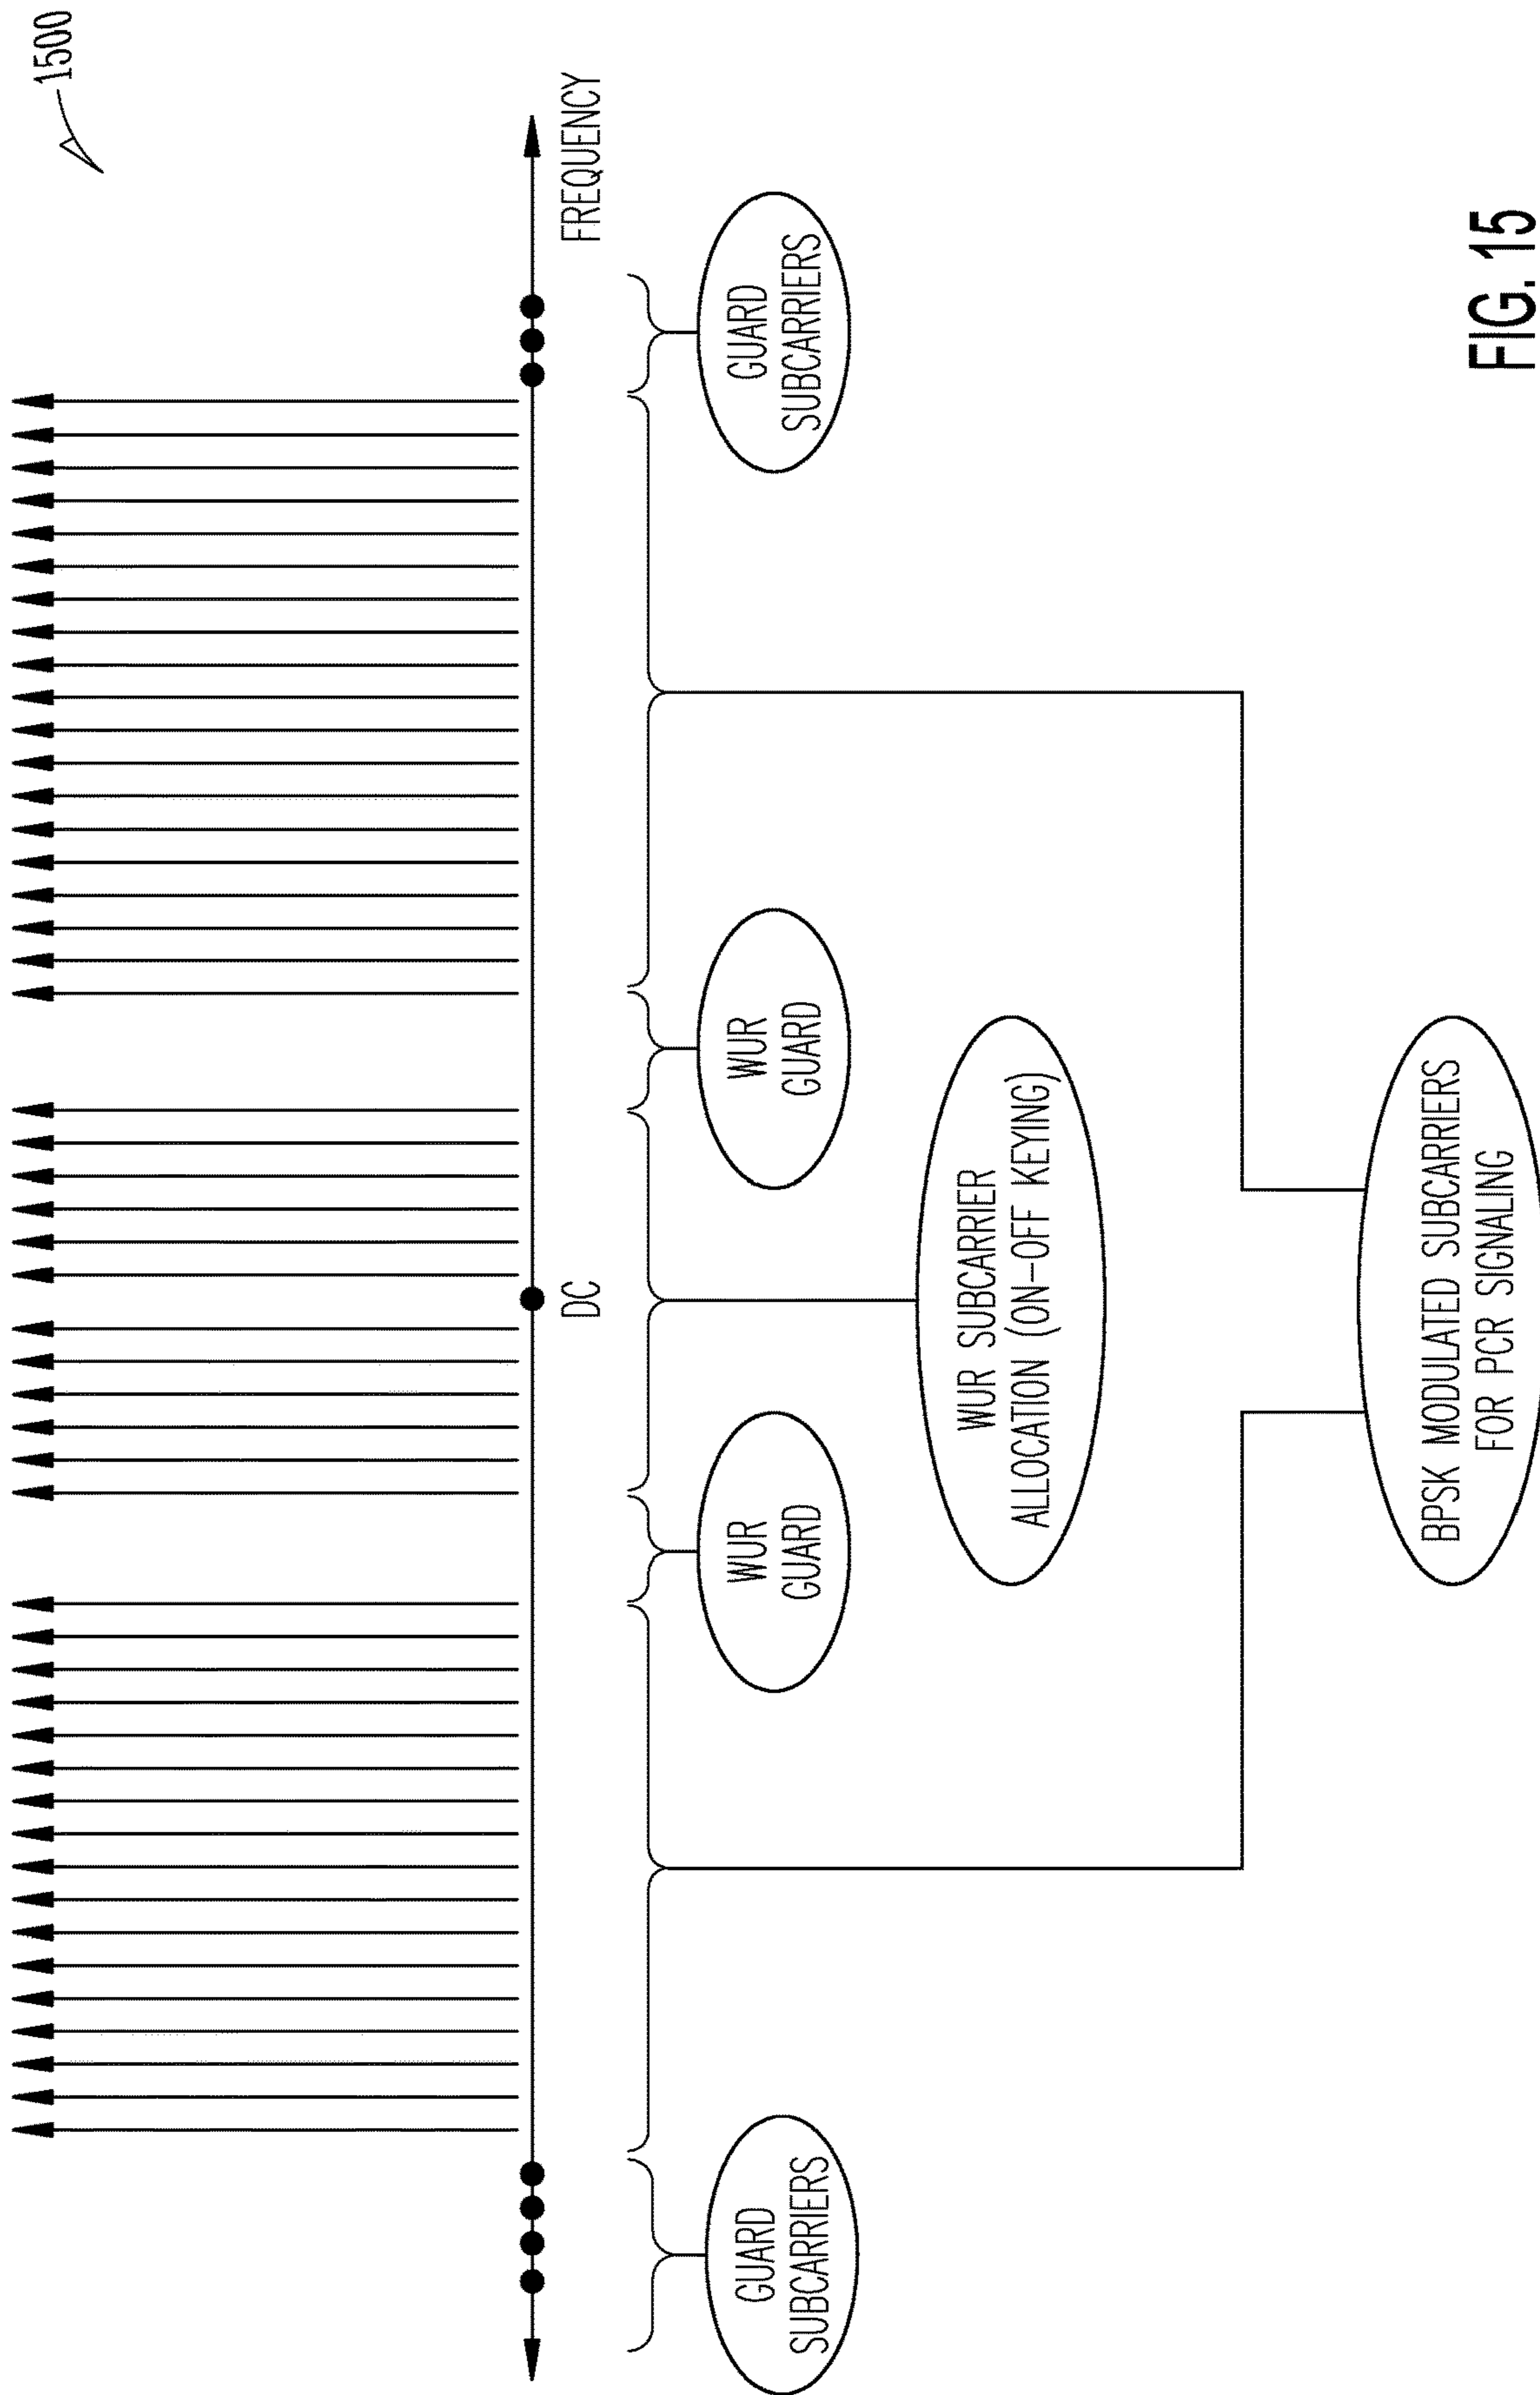 1500
FREQUENCY
DC
GUARD
SUBCARRIERS
WUR
GUARD
WUR
GUARD
GUARD
SUBCARRIERS
WUR SUBCARRIER
ALLOCATION (ON-OFF KEYING)
BPSK MODULATED SUBCARRIERS
FOR PCR SIGNALING
FIG. 15